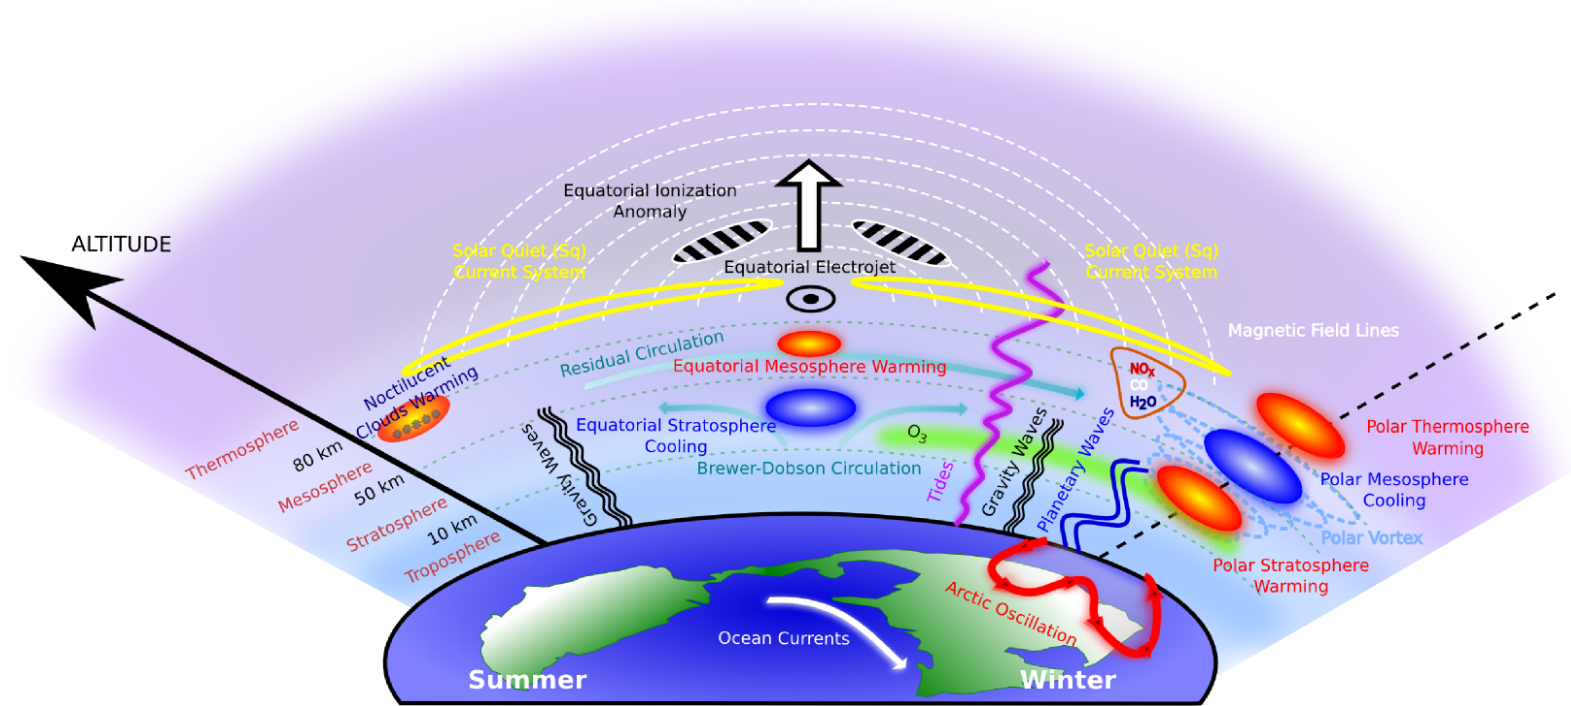 Equatorial Ionization
Anomaly
ALTITUDE
Solar Quiet (Sq)
Current System
Solar Quiet (Sq)
Current System
Equatorial Electrojet
Magnetic Field Lines
Residual Circulation
Equatorial Mesosphere Warming
Noctilucent
Clouds Warming
NOx
CO
H2O
Thermosphere
80 km
Mesosphere
50 km
Stratosphere
10 km
Troposphere
Gravity Waves
Equatorial Stratosphere
Cooling
Brewer-Dobson Circulation
O3
Tides
Gravity Waves
Planetary Waves
Polar Thermosphere
Warming
Polar Mesosphere
Cooling
Polar Vortex
Polar Stratosphere
Warming
Arctic Oscillation
Ocean Currents
Summer
Winter